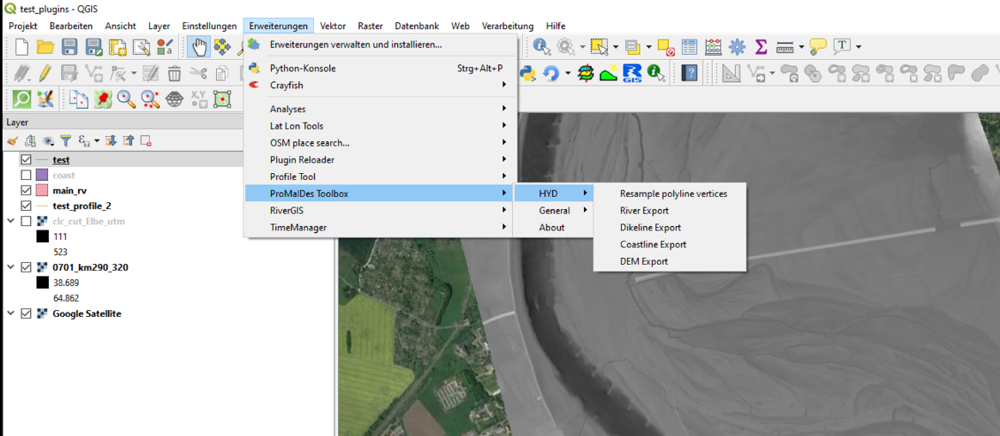 test_plugins - QGIS
Projekt Bearbeiten Ansicht Layer Einstellungen Erweiterungen Vektor Raster Datenbank Web Verarbeitung Hilfe
Erweiterungen verwalten und installieren...
Python-Konsole Strg+Alt+P
Crayfish
Analyses
Lat Lon Tools
OSM place search...
Plugin Reloader
Profile Tool
ProMaIDes Toolbox
RiverGIS
TimeManager
HYD
General
About
Resample polyline vertices
River Export
Dikeline Export
Coastline Export
DEM Export
X,Y
GIS
T
Layer
test
coast
main_rv
test_profile_2
clc_cut_Elbe_utm
111
523
0701_km290_320
38.689
64.862
Google Satellite